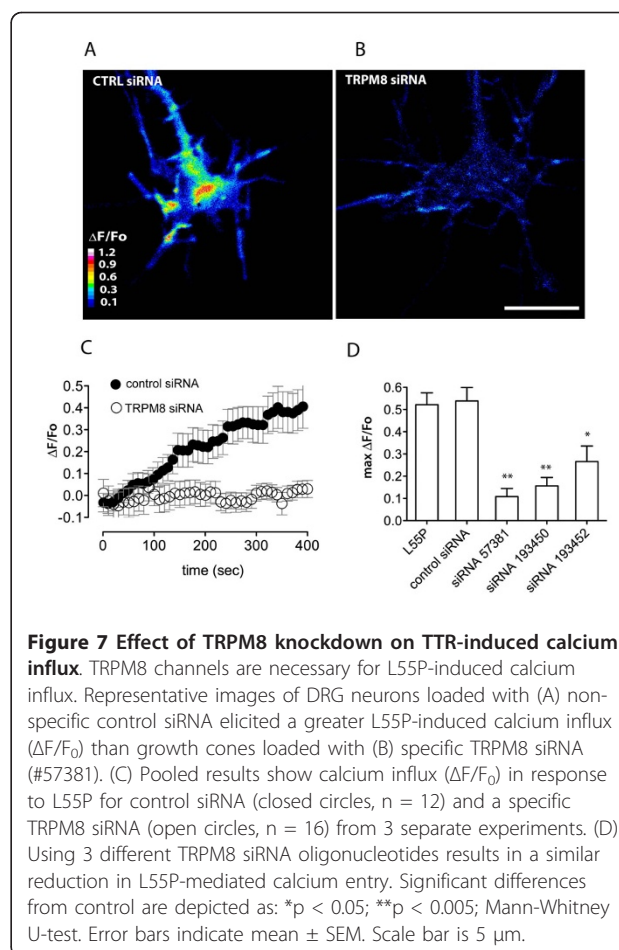 A
B
CTRL siRNA
TRPM8 siRNA
ΔF/Fo
1.2
0.9
0.6
0.3
0.1
C
D
control siRNA
TRPM8 siRNA
0.5
0.4
0.3
0.2
0.1
0.0
-0.1
ΔF/Fo
0 100 200 300 400
time (sec)
0.6
0.5
0.4
0.3
0.2
0.1
0.0
max ΔF/Fo
** ** *
L55P
control siRNA
siRNA 57381
siRNA 193450
siRNA 193452
Figure 7 Effect of TRPM8 knockdown on TTR-induced calcium
influx. TRPM8 channels are necessary for L55P-induced calcium
influx. Representative images of DRG neurons loaded with (A) non-
specific control siRNA elicited a greater L55P-induced calcium influx
(ΔF/F₀) than growth cones loaded with (B) specific TRPM8 siRNA
(#57381). (C) Pooled results show calcium influx (ΔF/F₀) in response
to L55P for control siRNA (closed circles, n = 12) and a specific
TRPM8 siRNA (open circles, n = 16) from 3 separate experiments. (D)
Using 3 different TRPM8 siRNA oligonucleotides results in a similar
reduction in L55P-mediated calcium entry. Significant differences
from control are depicted as: *p < 0.05; **p < 0.005; Mann-Whitney
U-test. Error bars indicate mean ± SEM. Scale bar is 5 μm.